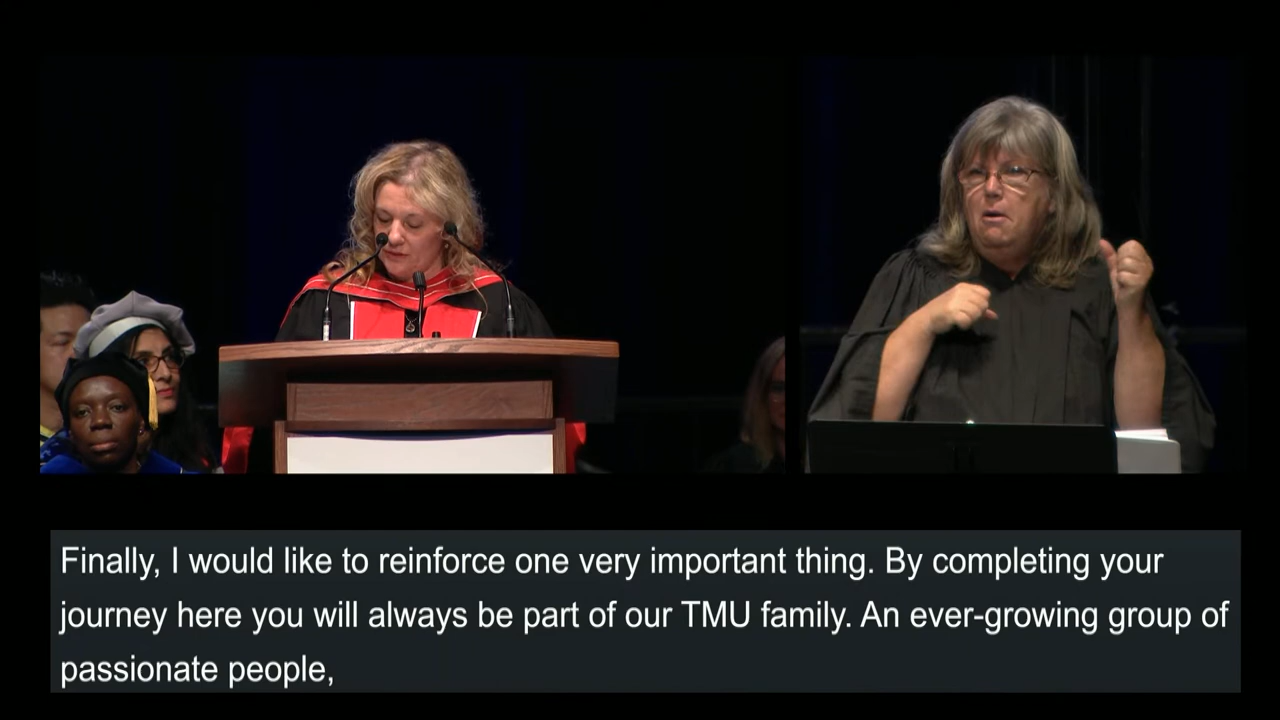 Finally, I would like to reinforce one very important thing. By completing your
journey here you will always be part of our TMU family. An ever-growing group of
passionate people,